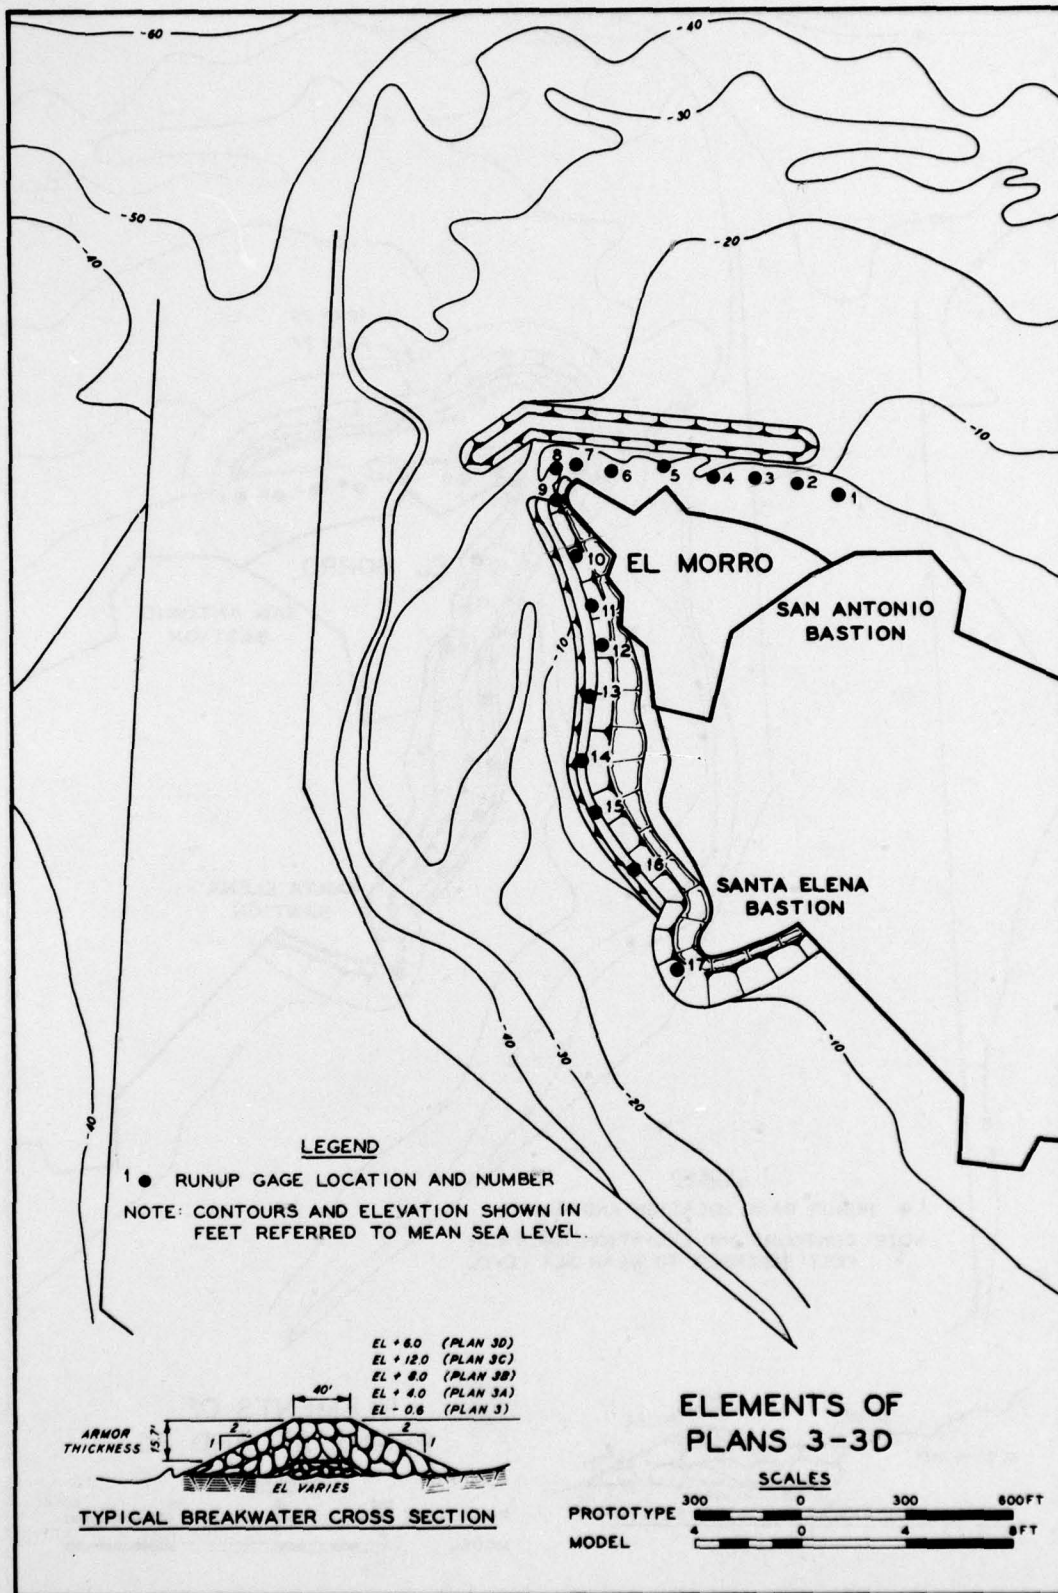 -60
-40
-30
-50
-40
-20
-10
8
7
6
5
4
3
2
1
9
10
EL MORRO
11
SAN ANTONIO
BASTION
12
-10
13
14
15
16
SANTA ELENA
BASTION
17
-40
-30
-10
-20
-40
LEGEND
1 ● RUNUP GAGE LOCATION AND NUMBER
NOTE: CONTOURS AND ELEVATION SHOWN IN
FEET REFERRED TO MEAN SEA LEVEL.
EL + 6.0 (PLAN 3D)
EL + 12.0 (PLAN 3C)
EL + 8.0 (PLAN 3B)
EL + 4.0 (PLAN 3A)
EL - 0.6 (PLAN 3)
40'
2
1
2
1
ARMOR
THICKNESS
15.7'
EL VARIES
TYPICAL BREAKWATER CROSS SECTION
ELEMENTS OF
PLANS 3-3D
SCALES
PROTOTYPE 300 0 300 600 FT
MODEL 4 0 4 8 FT